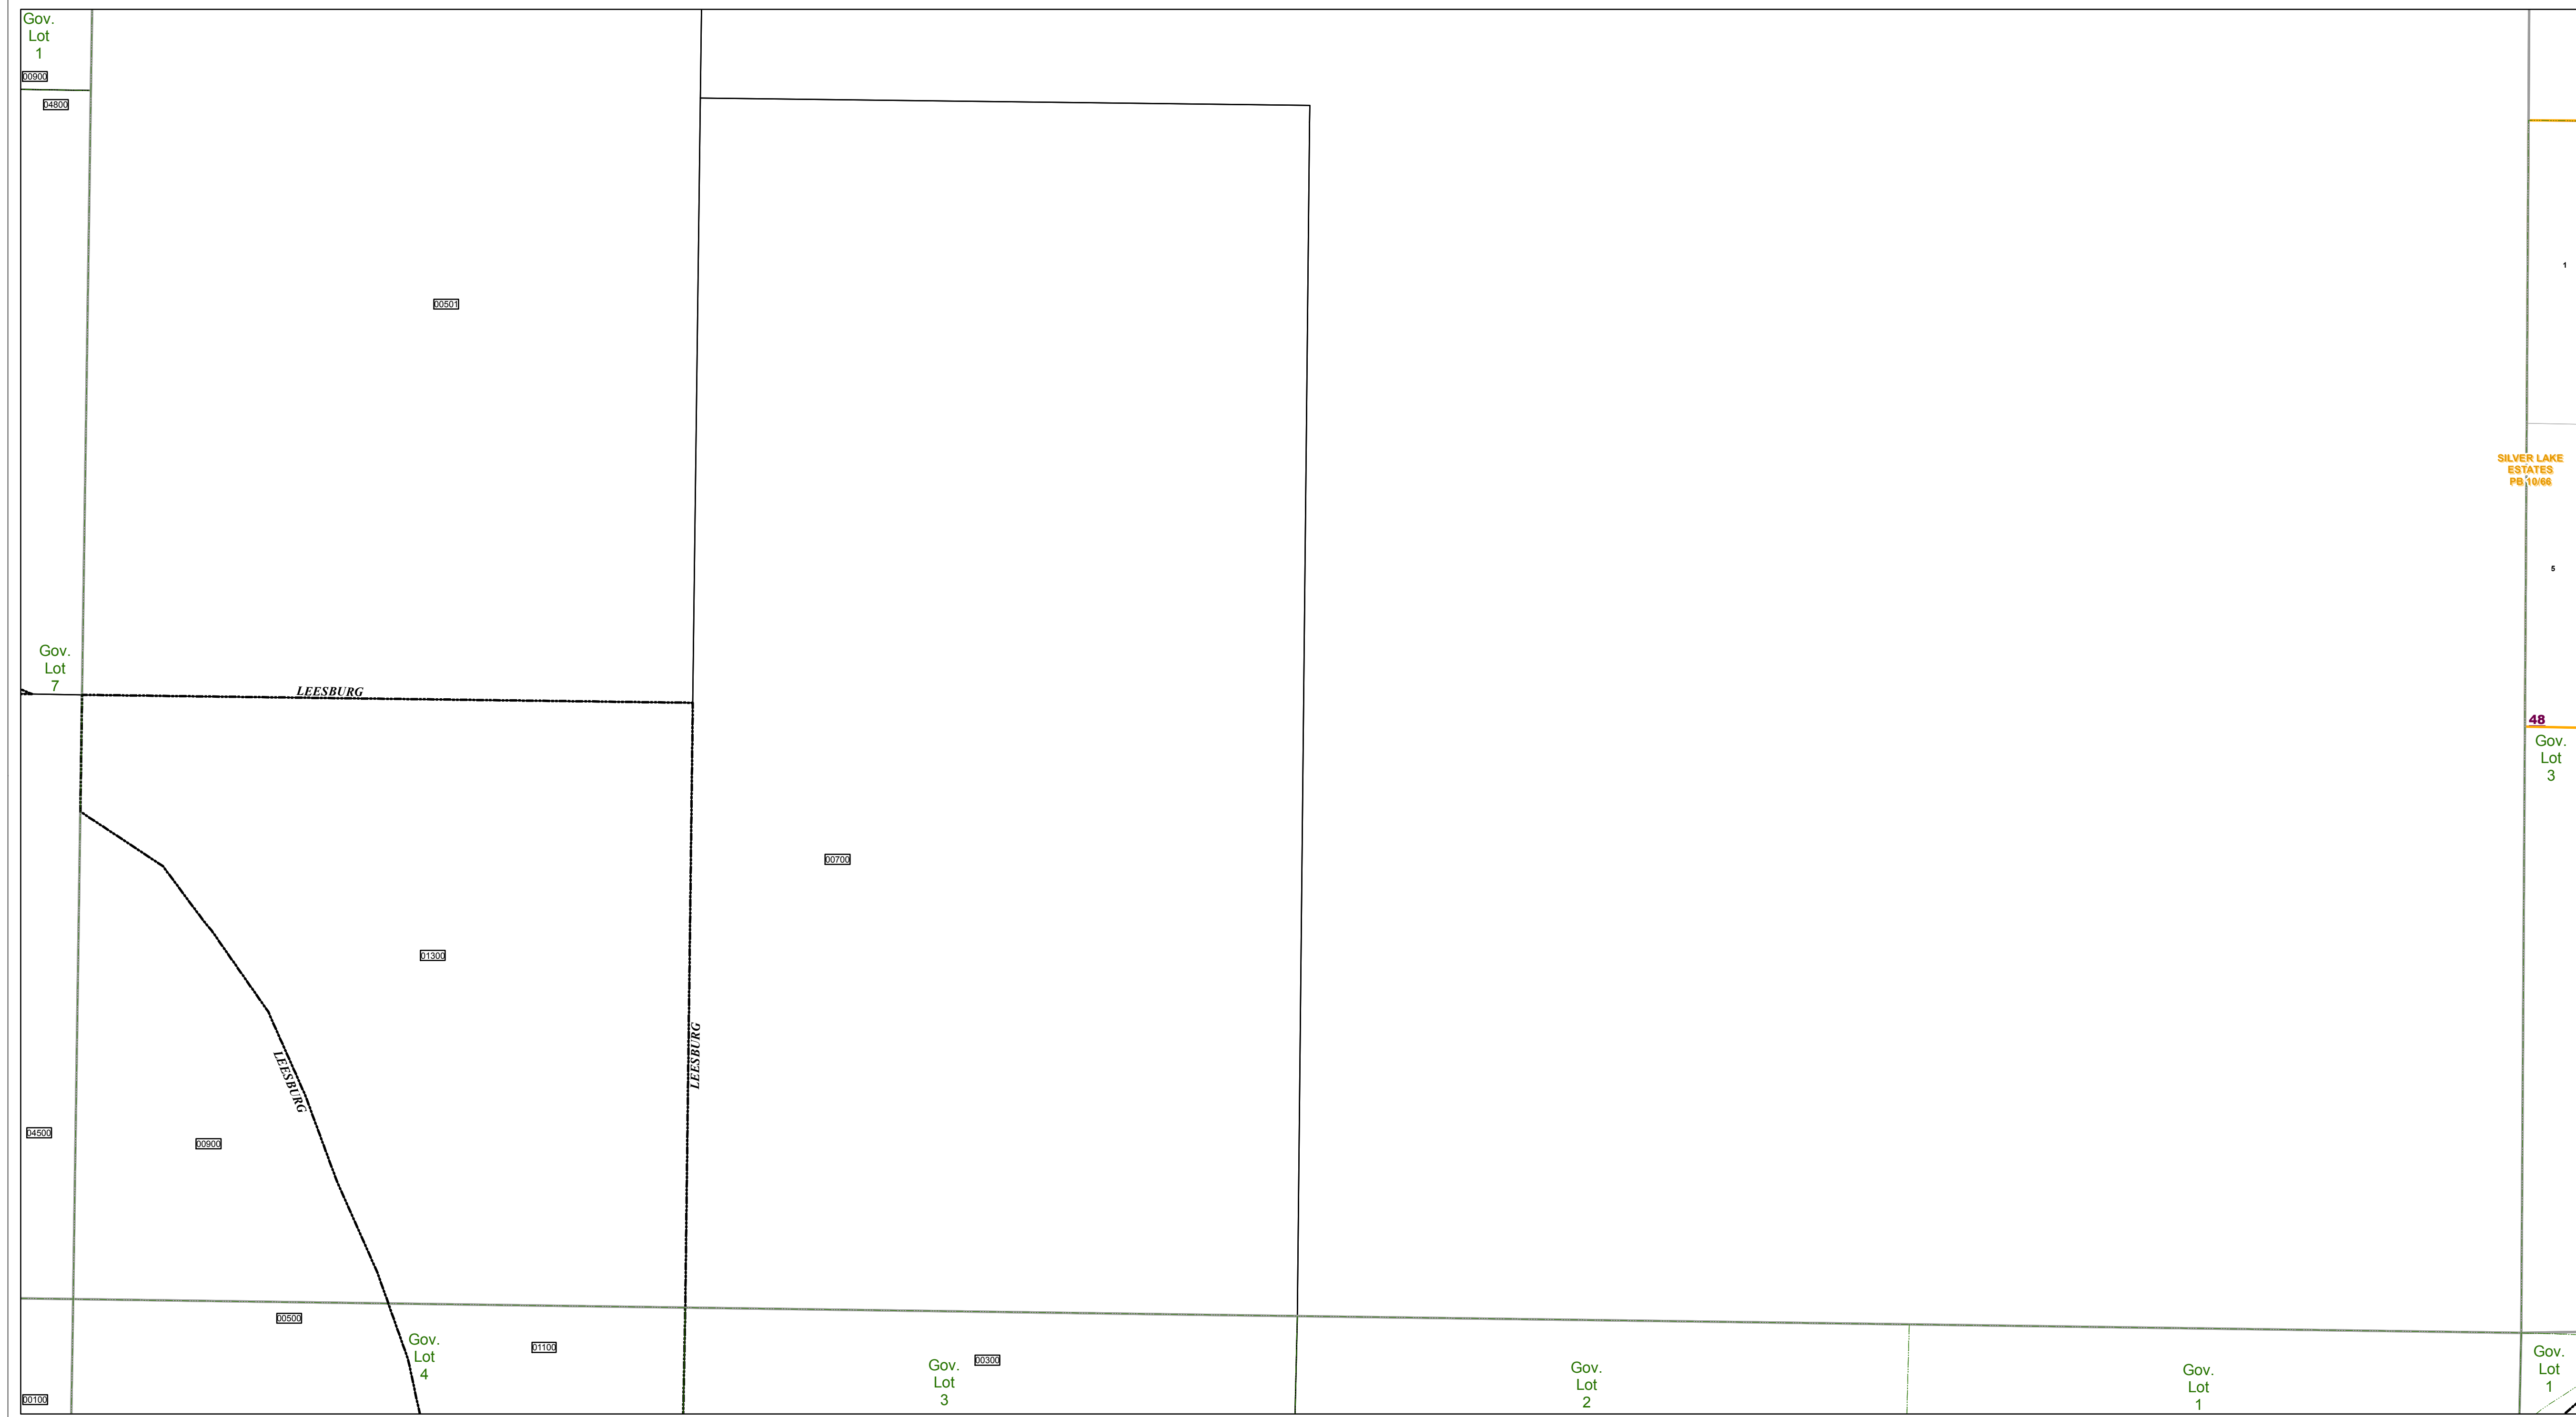 Gov.
Lot
1
00900
04800
1
00501
SILVER LAKE
ESTATES
PB 10/66
5
Gov.
Lot
7
LEESBURG
48
Gov.
Lot
3
00700
01300
LEESBURG
LEESBURG
04500
00900
00500
Gov.
Lot
4
01100
Gov.
Lot
3
00300
Gov.
Lot
2
Gov.
Lot
1
Gov.
Lot
1
00100